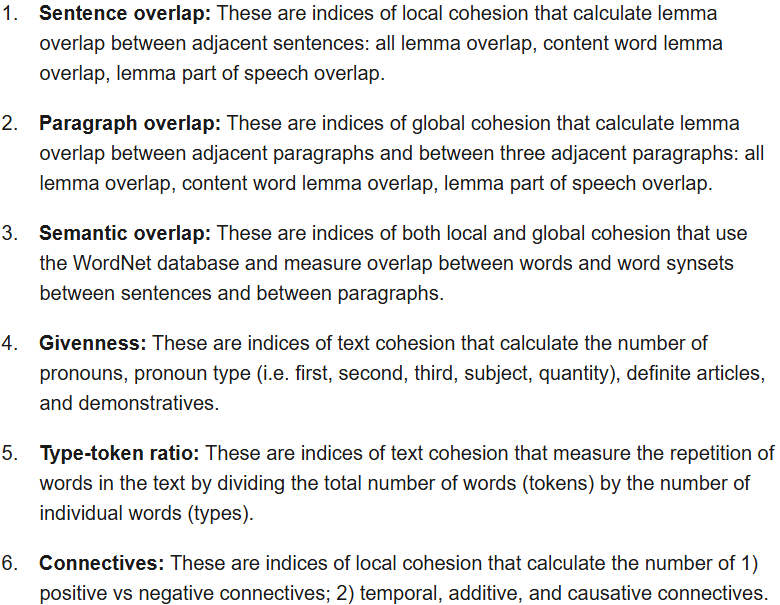 1. Sentence overlap: These are indices of local cohesion that calculate lemma
overlap between adjacent sentences: all lemma overlap, content word lemma
overlap, lemma part of speech overlap.
2. Paragraph overlap: These are indices of global cohesion that calculate lemma
overlap between adjacent paragraphs and between three adjacent paragraphs: all
lemma overlap, content word lemma overlap, lemma part of speech overlap.
3. Semantic overlap: These are indices of both local and global cohesion that use
the WordNet database and measure overlap between words and word synsets
between sentences and between paragraphs.
4. Givenness: These are indices of text cohesion that calculate the number of
pronouns, pronoun type (i.e. first, second, third, subject, quantity), definite articles,
and demonstratives.
5. Type-token ratio: These are indices of text cohesion that measure the repetition of
words in the text by dividing the total number of words (tokens) by the number of
individual words (types).
6. Connectives: These are indices of local cohesion that calculate the number of 1)
positive vs negative connectives; 2) temporal, additive, and causative connectives.